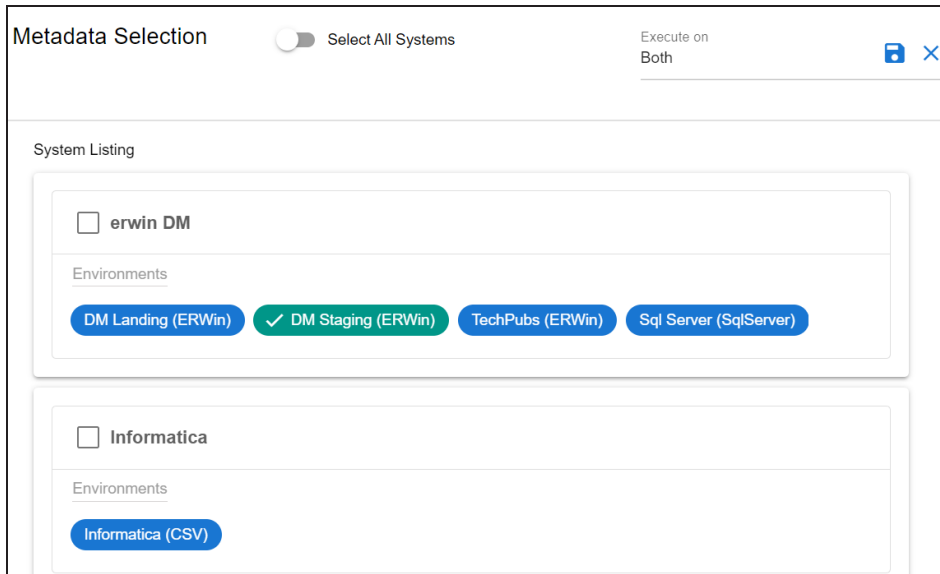 Metadata Selection
Select All Systems
Execute on
Both
System Listing
erwin DM
Environments
DM Landing (ERWin)
DM Staging (ERWin)
TechPubs (ERWin)
Sql Server (SqlServer)
Informatica
Environments
Informatica (CSV)